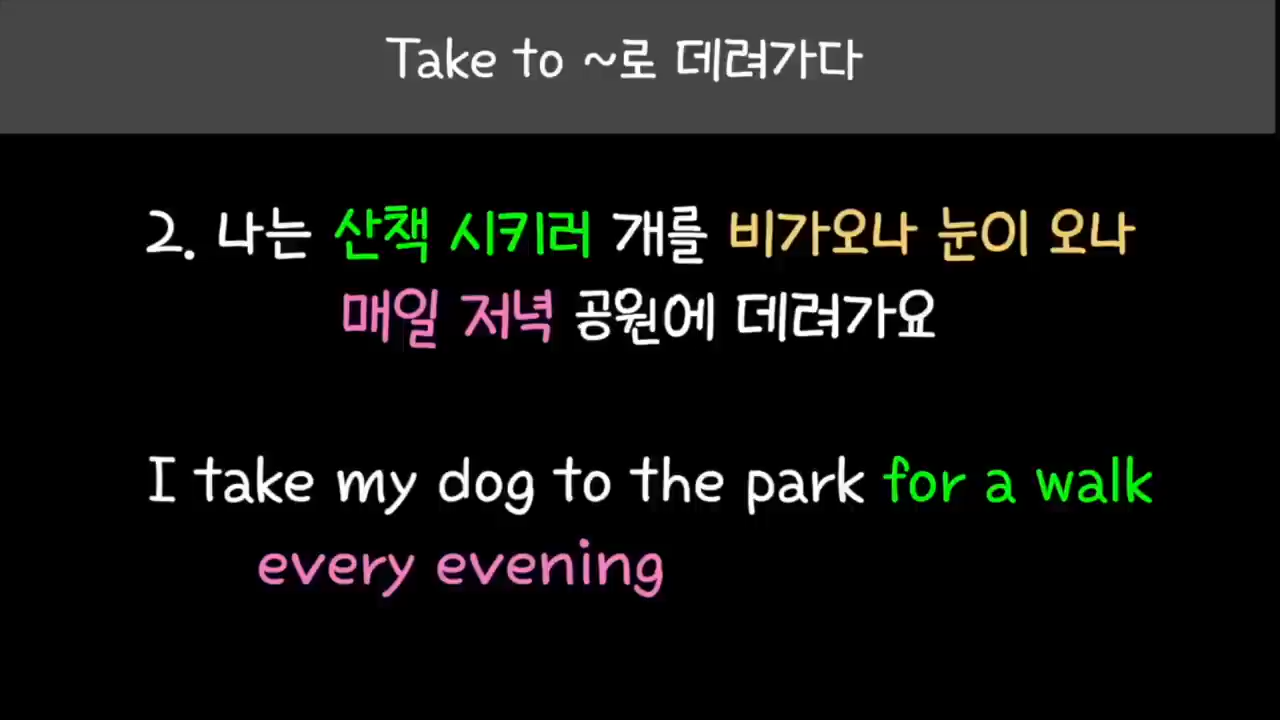 Take to ~로 데려가다
2. 나는 산책 시키러 개를 비가오나 눈이 오나
매일 저녁 공원에 데려가요
I take my dog to the park for a walk
every evening